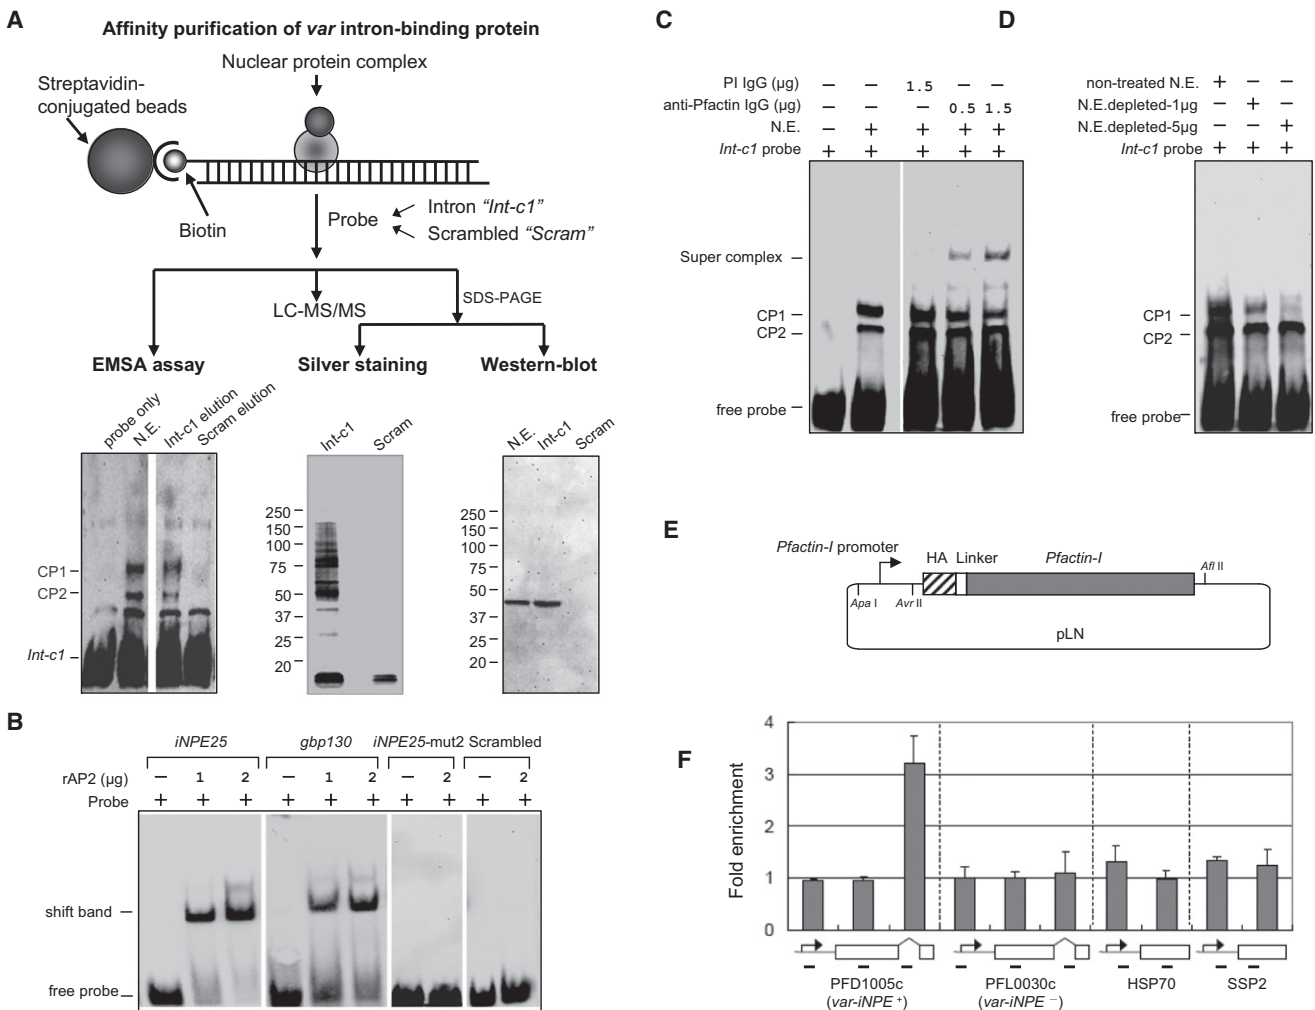 A
Affinity purification of var intron-binding protein
Nuclear protein complex
Streptavidin-
conjugated beads
Biotin
Probe
Intron "Int-c1"
Scrambled "Scram"
SDS-PAGE
LC-MS/MS
EMSA assay
Silver staining
Western-blot
probe only
N.E.
Int-c1 elution
Scram elution
CP1
CP2
Int-c1
Int-c1
Scram
250
150
100
75
50
37
25
20
N.E.
Int-c1
Scram
250
150
100
75
50
37
25
20
B
iNPE25 gbp130 iNPE25-mut2 Scrambled
rAP2 (µg) – 1 2 – 1 2 – 2 – 2
Probe + + + + + + + + + +
shift band
free probe
C
PI IgG (µg) – – 1.5 – –
anti-Pfactin IgG (µg) – – – 0.5 1.5
N.E. – + + + +
Int-c1 probe + + + + +
Super complex
CP1
CP2
free probe
D
non-treated N.E. + – –
N.E.depleted-1µg – + –
N.E.depleted-5µg – – +
Int-c1 probe + + +
CP1
CP2
free probe
E
Pfactin-I promoter
HA Linker Pfactin-I
Apa I
Avr II
Afl II
pLN
F
Fold enrichment
4
3
2
1
0
PFD1005c
(var-iNPE +)
PFL0030c
(var-iNPE –)
HSP70
SSP2